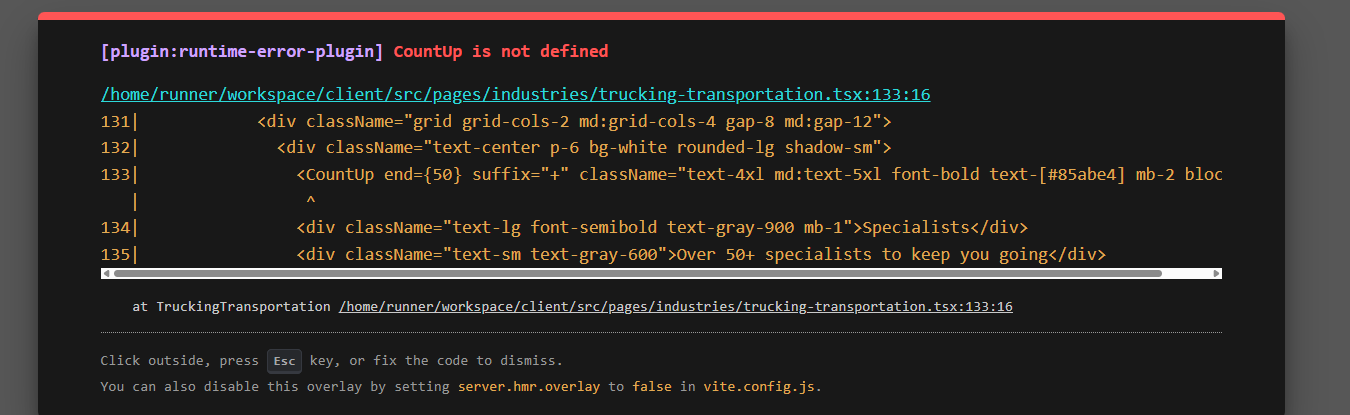 [plugin:runtime-error-plugin] CountUp is not defined
/home/runner/workspace/client/src/pages/industries/trucking-transportation.tsx:133:16
131|            <div className="grid grid-cols-2 md:grid-cols-4 gap-8 md:gap-12">
132|              <div className="text-center p-6 bg-white rounded-lg shadow-sm">
133|                <CountUp end={50} suffix="+" className="text-4xl md:text-5xl font-bold text-[#85abe4] mb-2 bloc
   |                 ^
134|                <div className="text-lg font-semibold text-gray-900 mb-1">Specialists</div>
135|                <div className="text-sm text-gray-600">Over 50+ specialists to keep you going</div>
at TruckingTransportation /home/runner/workspace/client/src/pages/industries/trucking-transportation.tsx:133:16
Click outside, press Esc key, or fix the code to dismiss.
You can also disable this overlay by setting server.hmr.overlay to false in vite.config.js.